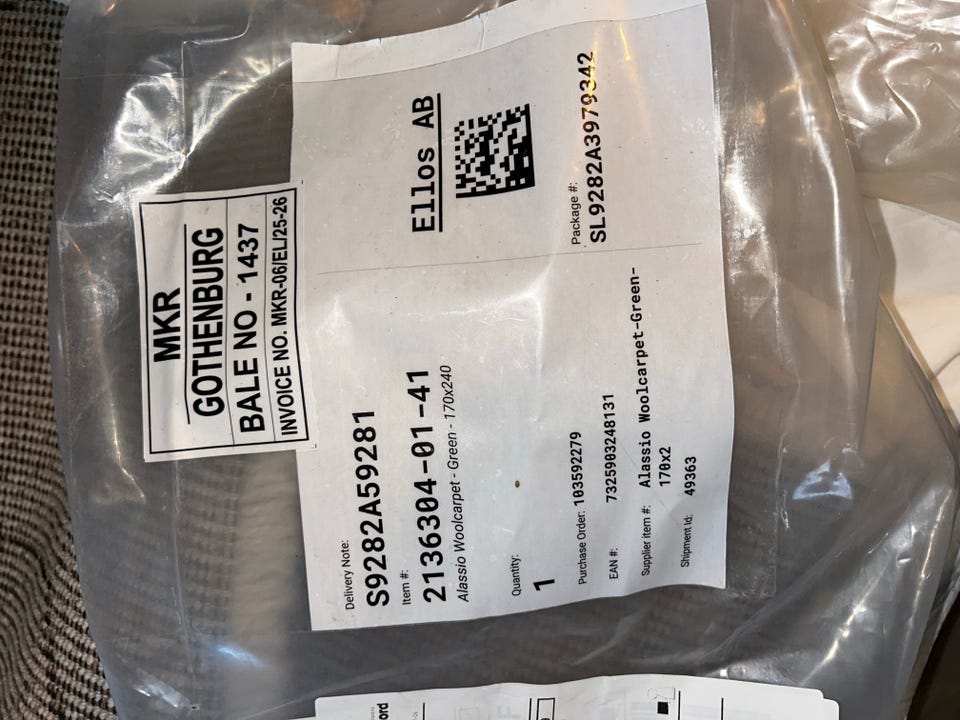 MKR
GOTHENBURG
BALE NO - 1437
INVOICE NO. MKR-06/EL/25-26
Delivery Note:
S9282A59281
Item #:
2136304-01-41
Alassio Woolcarpet - Green - 170x240
Quantity:
1
Ellos AB
Package #:
SL9282A3979342
Purchase Order: 103592279
EAN #: 7325903248131
Supplier item #: Alassio Woolcarpet-Green-
170x2
Shipment Id: 49363